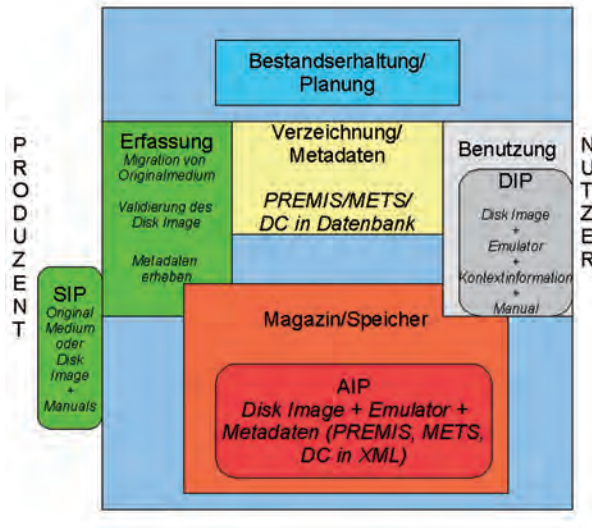 Bestandserhaltung/
Planung
PRODUZENT
Erfassung
Migration von
Originalmedium
Validierung des
Disk Image
Metadaten
erheben
SIP
Original
Medium
oder
Disk
Image
+
Manuals
Verzeichnung/
Metadaten
PREMIS/METS/
DC in Datenbank
Benutzung
DIP
Disk Image
+
Emulator
+
Kontextinformation
+
Manual
NUTZER
Magazin/Speicher
AIP
Disk Image + Emulator +
Metadaten (PREMIS, METS,
DC in XML)